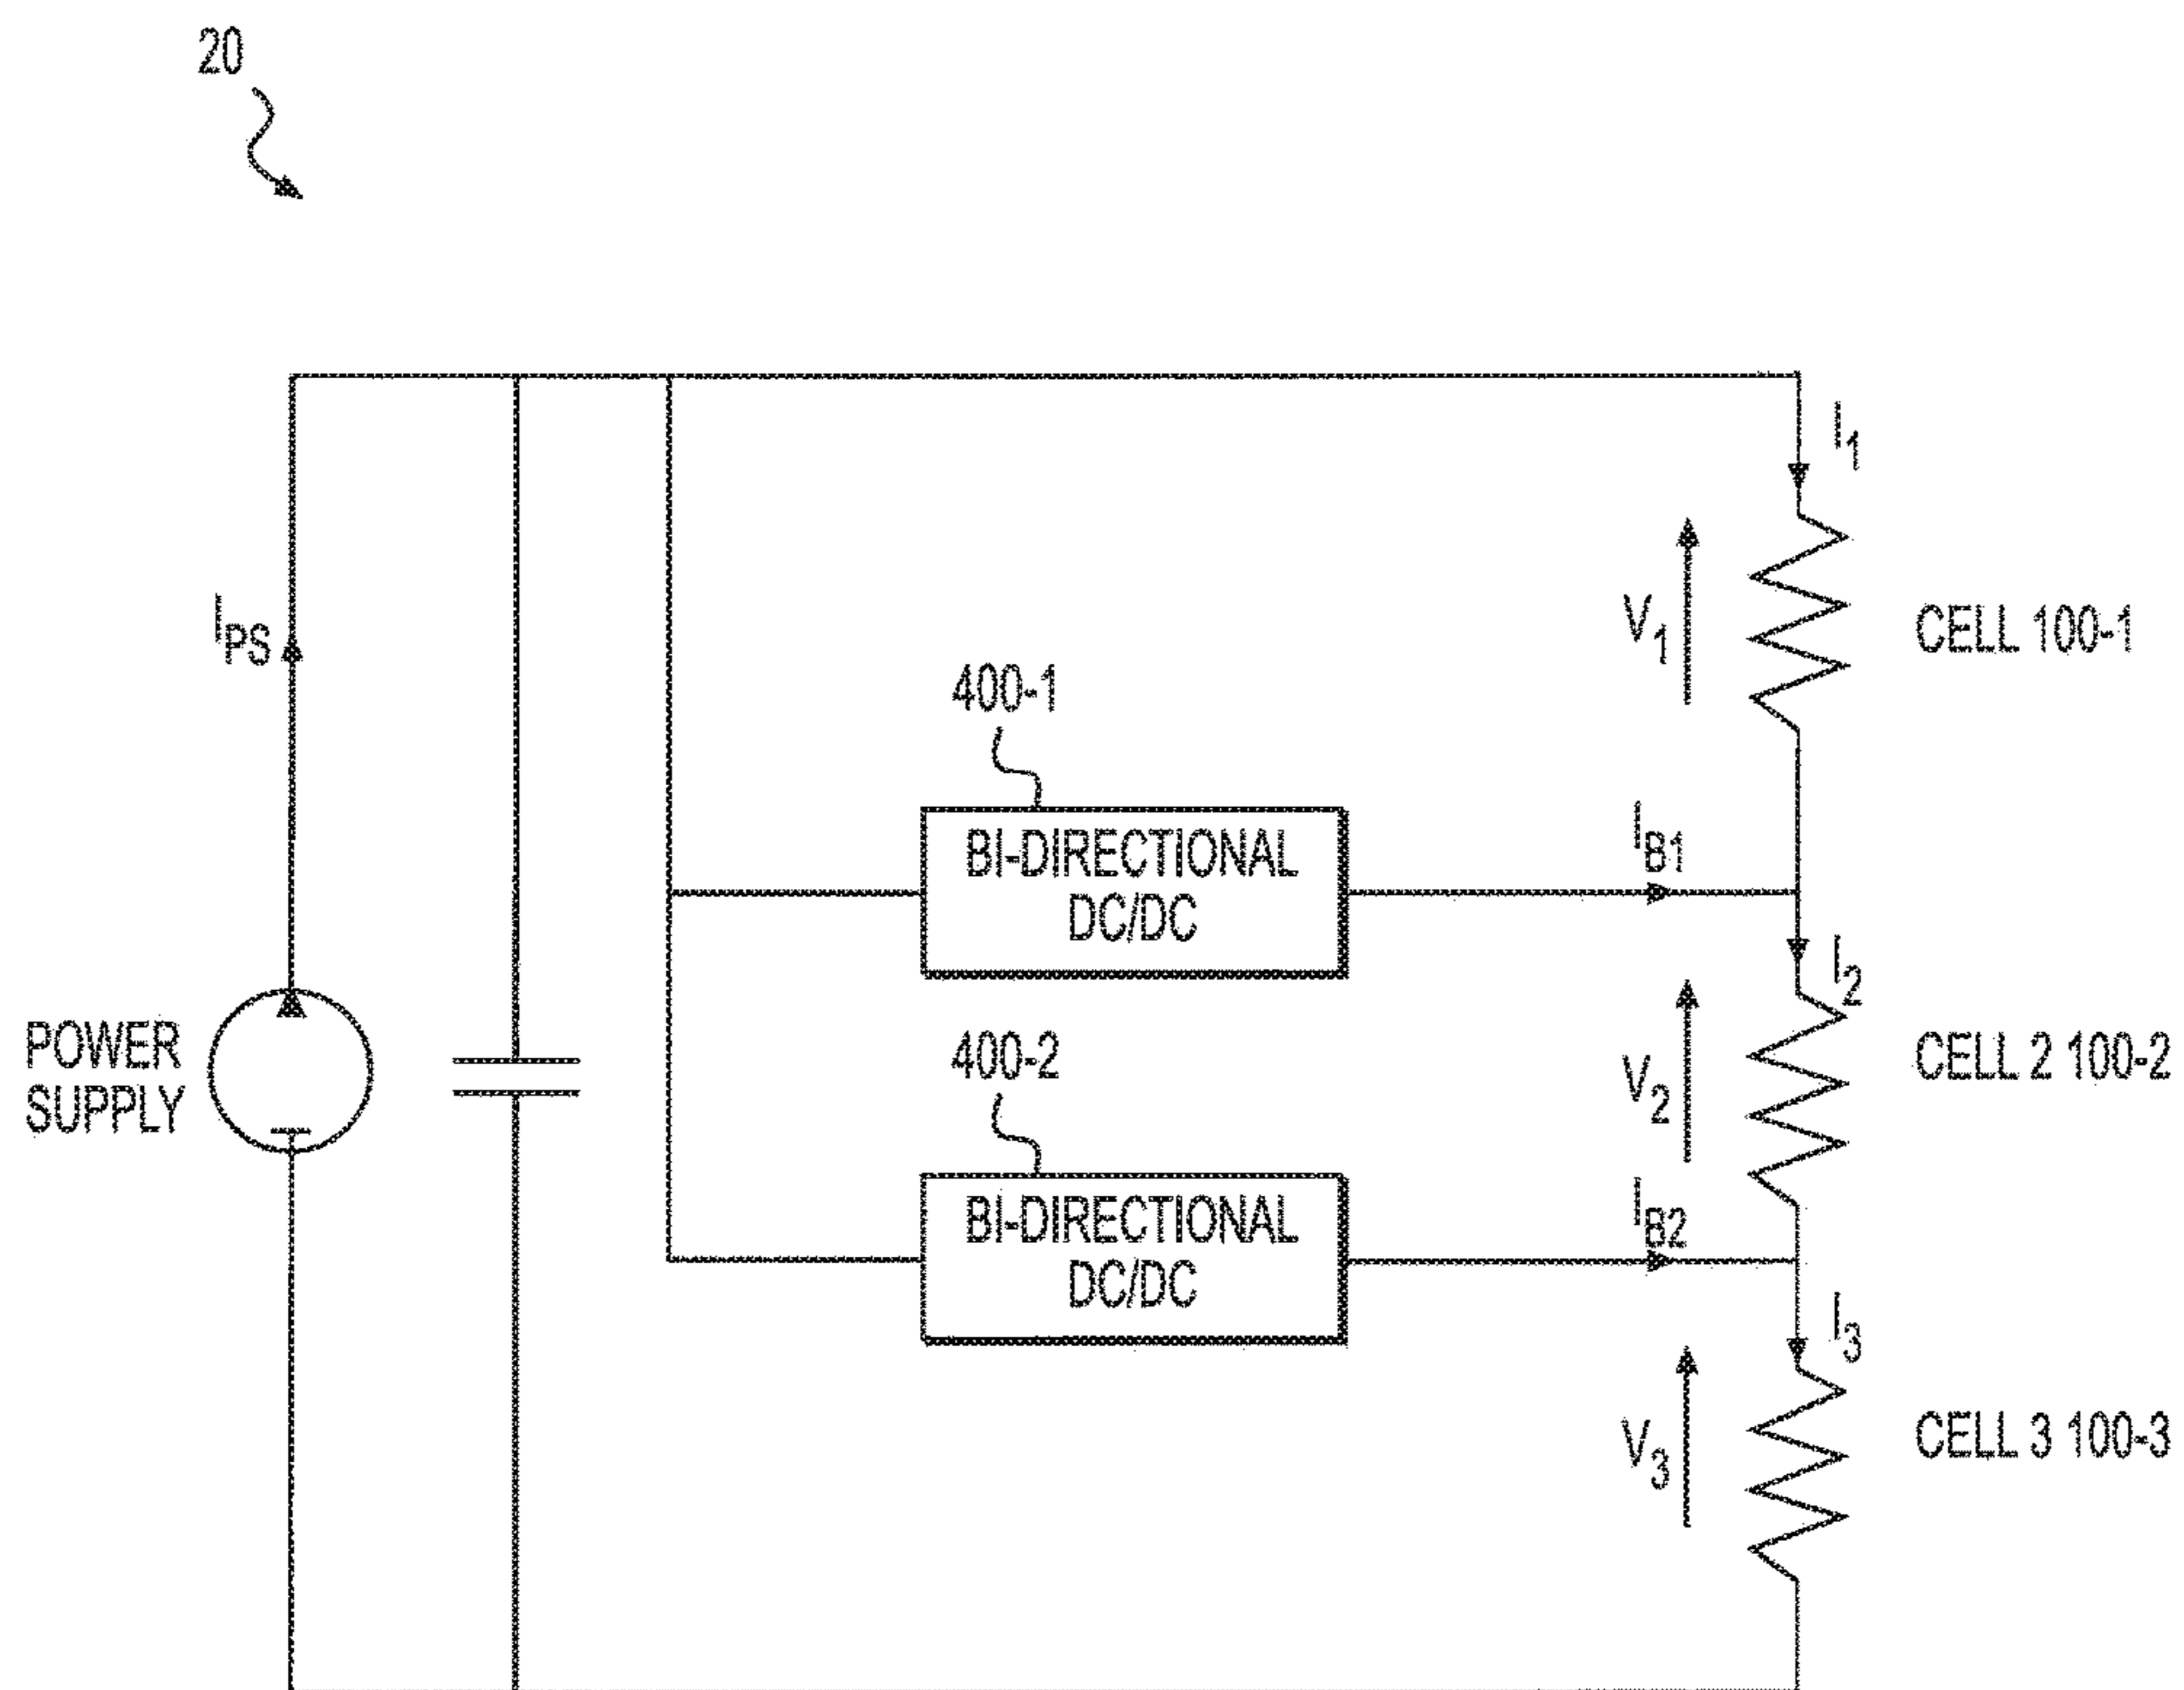 20
I1
IPS
V1
CELL 100-1
400-1
BI-DIRECTIONAL
DC/DC
IB1
I2
POWER
SUPPLY
400-2
V2
CELL 2 100-2
BI-DIRECTIONAL
DC/DC
IB2
I3
V3
CELL 3 100-3